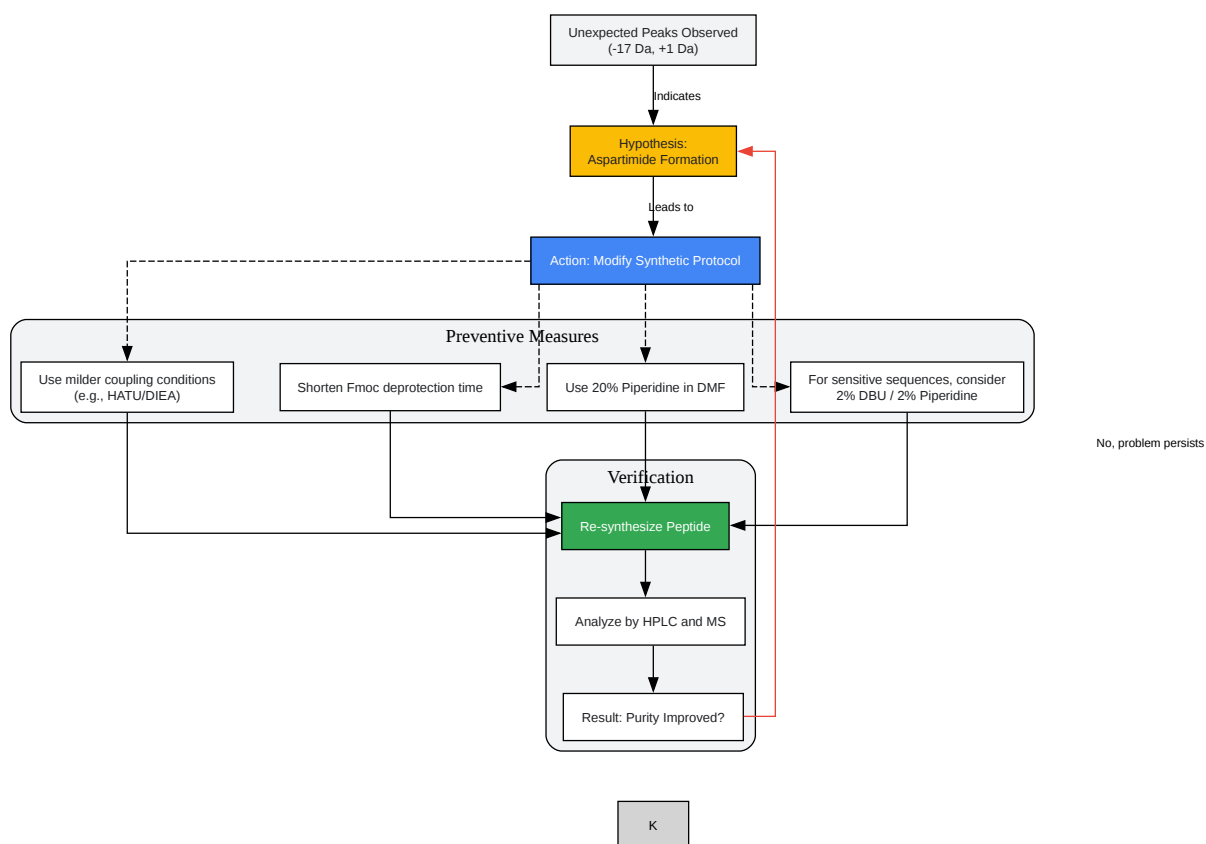 Unexpected Peaks Observed
(-17 Da, +1 Da)
Indicates
Hypothesis:
Aspartimide Formation
Leads to
Action: Modify Synthetic Protocol
Preventive Measures
Use milder coupling conditions
(e.g., HATU/DIEA)
Shorten Fmoc deprotection time
Use 20% Piperidine in DMF
For sensitive sequences, consider
2% DBU / 2% Piperidine
No, problem persists
Verification
Re-synthesize Peptide
Analyze by HPLC and MS
Result: Purity Improved?
K